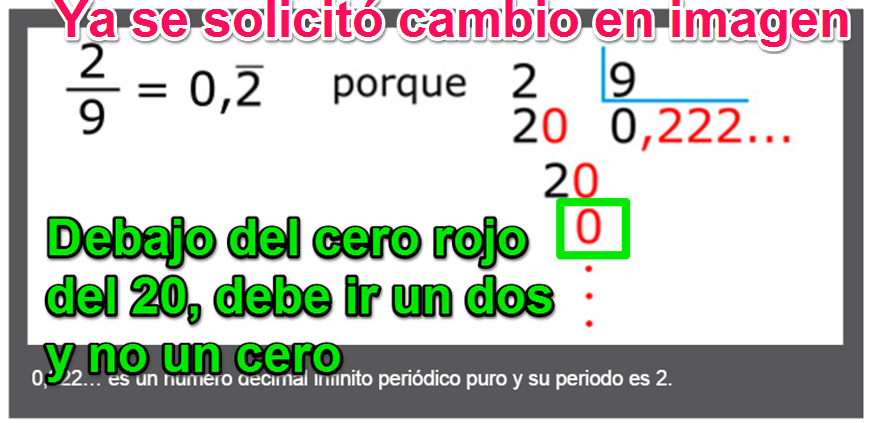 Ya se solicitó cambio en imagen
2/9 = 0,2̅ porque 2 9
20 0,222...
20
0
Debajo del cero rojo
del 20, debe ir un dos
y no un cero
0,222... es un número decimal infinito periódico puro y su periodo es 2.